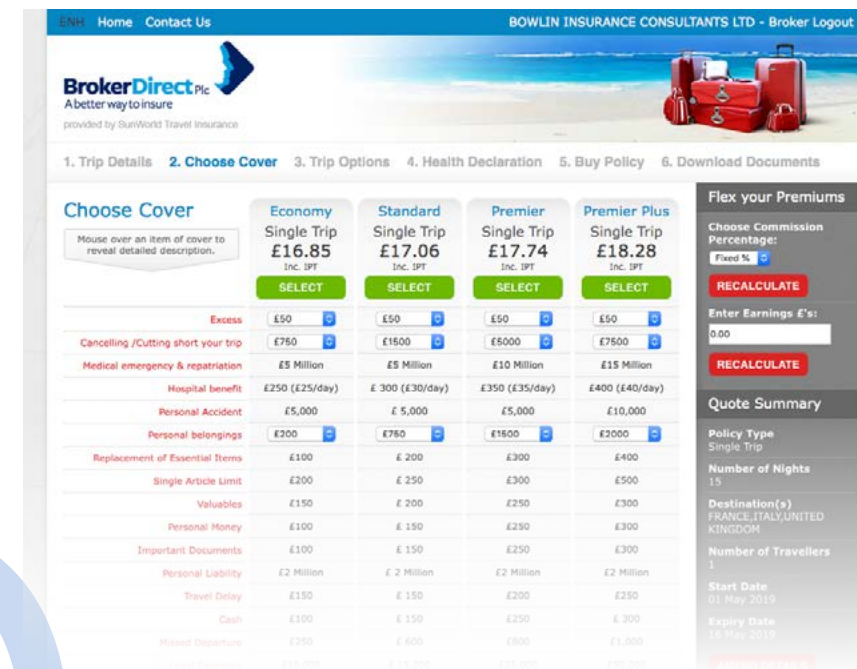 ENH Home Contact Us BOWLIN INSURANCE CONSULTANTS LTD - Broker Logout
BrokerDirect Plc
A better way to insure
provided by SunWorld Travel Insurance
1. Trip Details 2. Choose Cover 3. Trip Options 4. Health Declaration 5. Buy Policy 6. Download Documents
Choose Cover
Mouse over an item of cover to
reveal detailed description.
Economy Standard Premier Premier Plus
Single Trip Single Trip Single Trip Single Trip
£16.85 £17.06 £17.74 £18.28
Inc. IPT Inc. IPT Inc. IPT Inc. IPT
SELECT SELECT SELECT SELECT
Excess £50 £50 £50 £50
Cancelling /Cutting short your trip £750 £1500 £5000 £7500
Medical emergency & repatriation £5 Million £5 Million £10 Million £15 Million
Hospital benefit £250 (£25/day) £ 300 (£30/day) £350 (£35/day) £400 (£40/day)
Personal Accident £5,000 £ 5,000 £5,000 £10,000
Personal belongings £200 £750 £1500 £2000
Replacement of Essential Items £100 £ 200 £300 £400
Single Article Limit £200 £ 250 £300 £500
Valuables £150 £ 200 £250 £300
Personal Money £100 £ 150 £250 £300
Important Documents £100 £ 150 £250 £300
Personal Liability £2 Million £ 2 Million £2 Million £2 Million
Travel Delay £150 £ 150 £200 £250
Cash £100 £ 150 £250 £ 300
Missed Departure £250 £ 600 £800 £1,000
Flex your Premiums
Choose Commission
Percentage:
Fixed %
RECALCULATE
Enter Earnings £'s:
0.00
RECALCULATE
Quote Summary
Policy Type
Single Trip
Number of Nights
15
Destination(s)
FRANCE,ITALY,UNITED
KINGDOM
Number of Travellers
1
Start Date
01 May 2019
Expiry Date
16 May 2019